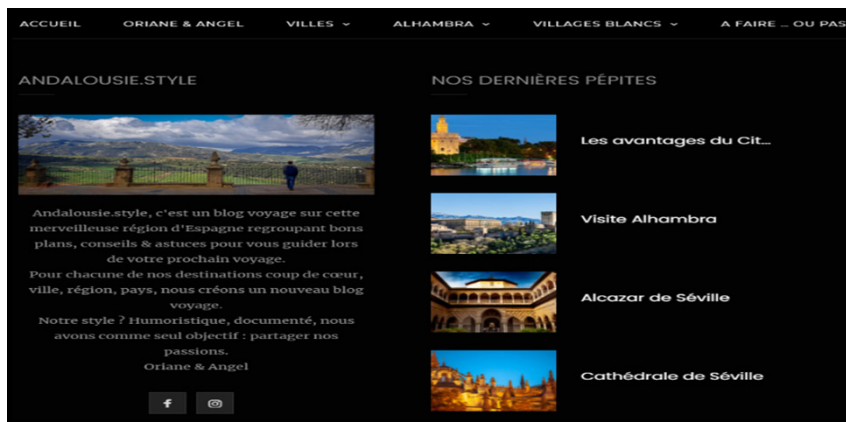 ACCUEIL ORIANE & ANGEL VILLES ALHAMBRA VILLAGES BLANCS A FAIRE ... OU PAS
ANDALOUSIE.STYLE
Andalousie.style, c'est un blog voyage sur cette
merveilleuse région d'Espagne regroupant bons
plans, conseils & astuces pour vous guider lors
de votre prochain voyage.
Pour chacune de nos destinations coup de cœur,
ville, région, pays, nous créons un nouveau blog
voyage.
Notre style ? Humoristique, documenté, nous
avons comme seul objectif : partager nos
passions.
Oriane & Angel
NOS DERNIÈRES PÉPITES
Les avantages du Cit...
Visite Alhambra
Alcazar de Séville
Cathédrale de Séville